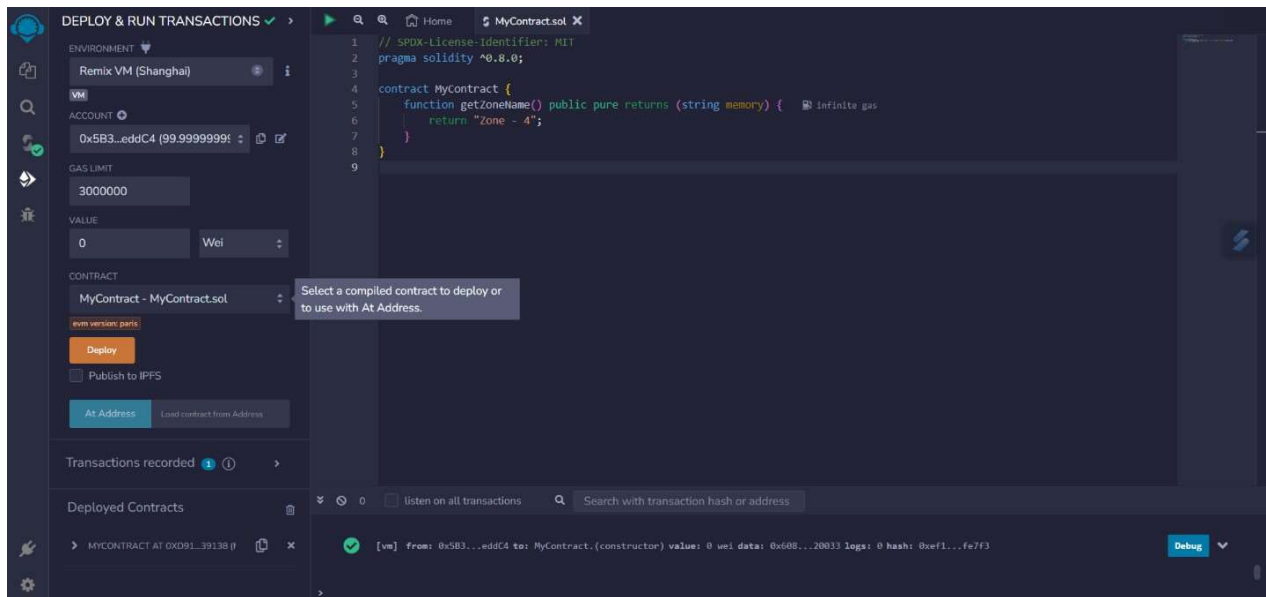 DEPLOY & RUN TRANSACTIONS
ENVIRONMENT
Remix VM (Shanghai)
VM
ACCOUNT
0x5B3...eddC4 (99.99999999
GAS LIMIT
3000000
VALUE
0 Wei
CONTRACT
MyContract - MyContract.sol
evm version: paris
Deploy
Publish to IPFS
At Address Load contract from Address
Transactions recorded 1 i
Deployed Contracts
MYCONTRACT AT 0XD91...39138 (
Select a compiled contract to deploy or
to use with At Address.
Home MyContract.sol
1 // SPDX-License-Identifier: MIT
2 pragma solidity ^0.8.0;
3
4 contract MyContract {
5 function getZoneName() public pure returns (string memory) { infinite gas
6 return "Zone - 4";
7 }
8 }
9
0 listen on all transactions Search with transaction hash or address
[vm] from: 0x5B3...eddC4 to: MyContract.(constructor) value: 0 wei data: 0x608...20033 logs: 0 hash: 0xef1...fe7f3 Debug
>